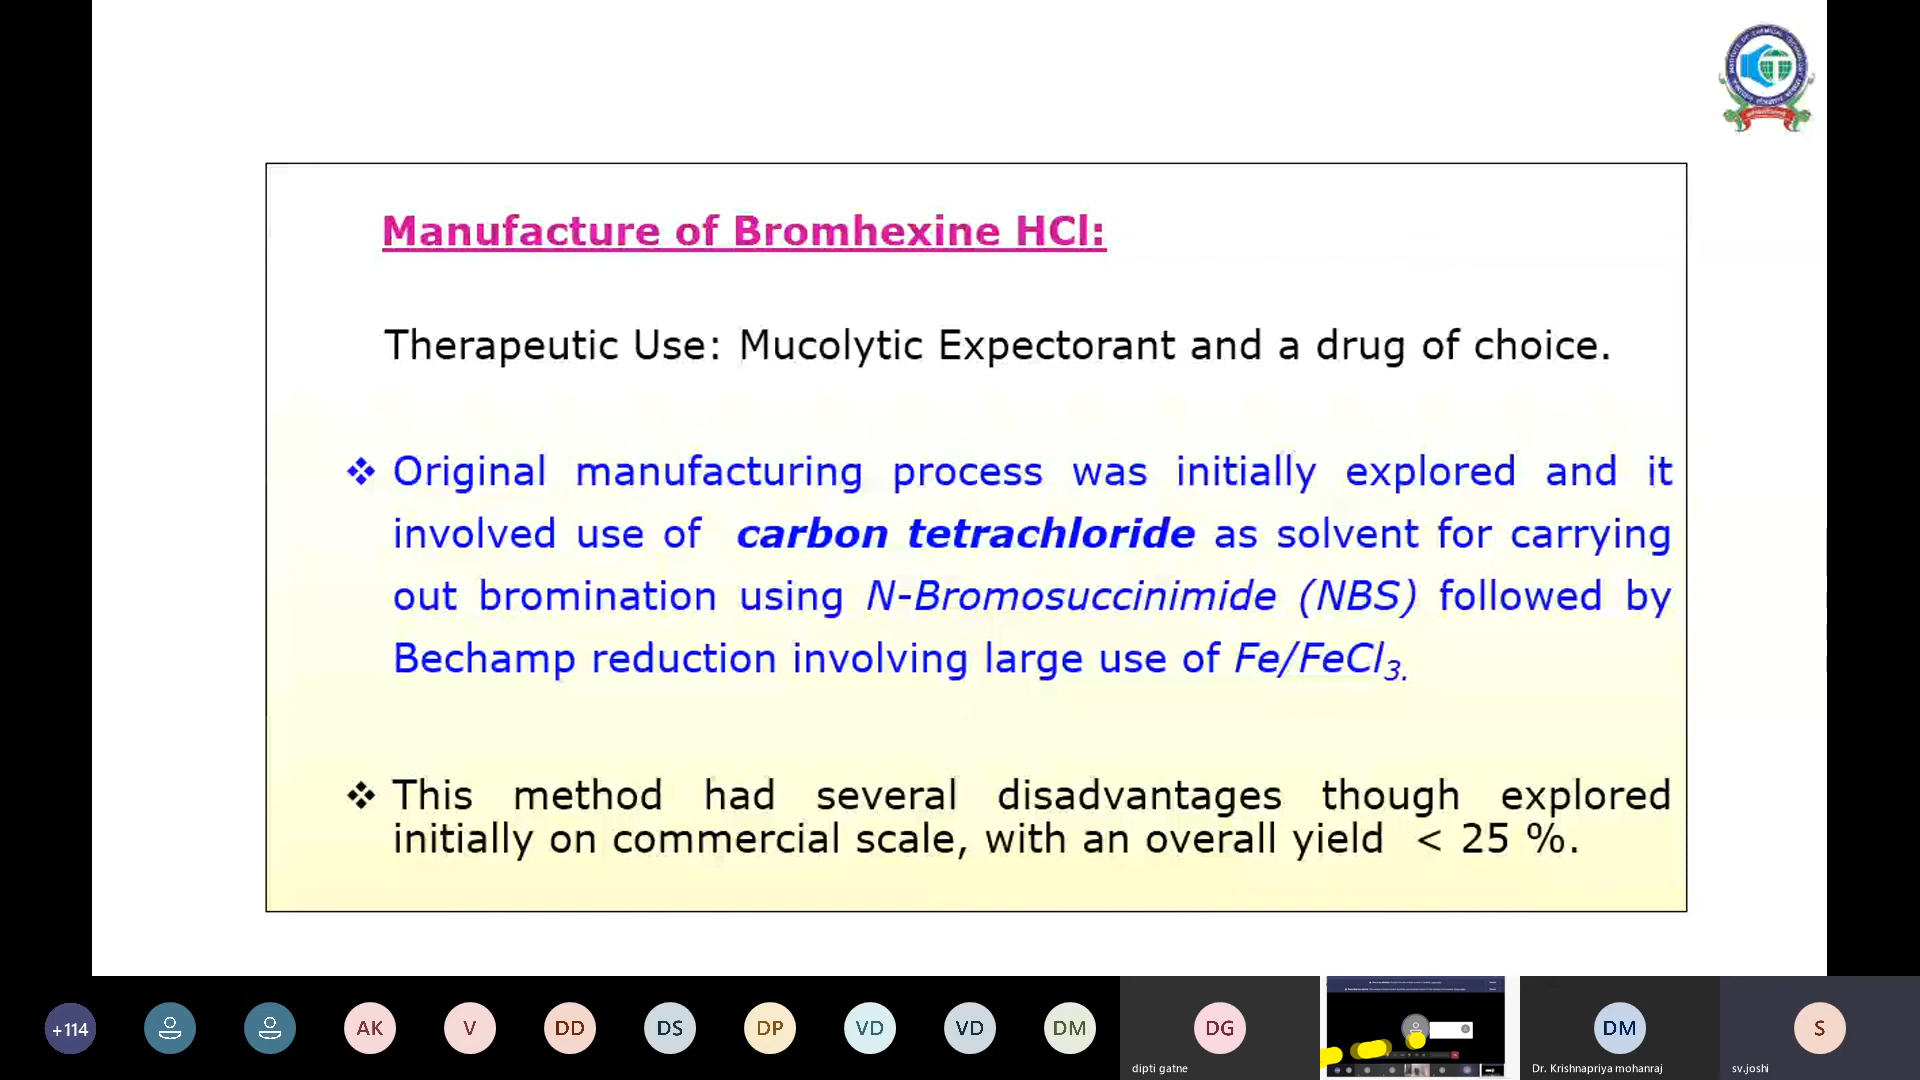 Manufacture of Bromhexine HCl:
Therapeutic Use: Mucolytic Expectorant and a drug of choice.
❖ Original manufacturing process was initially explored and it
involved use of carbon tetrachloride as solvent for carrying
out bromination using N-Bromosuccinimide (NBS) followed by
Bechamp reduction involving large use of Fe/FeCl3.
❖ This method had several disadvantages though explored
initially on commercial scale, with an overall yield < 25 %.
+114
AK
V
DD
DS
DP
VD
VD
DM
DG
DM
S
dipti gatne
Dr. Krishnapriya mohanraj
sv.joshi